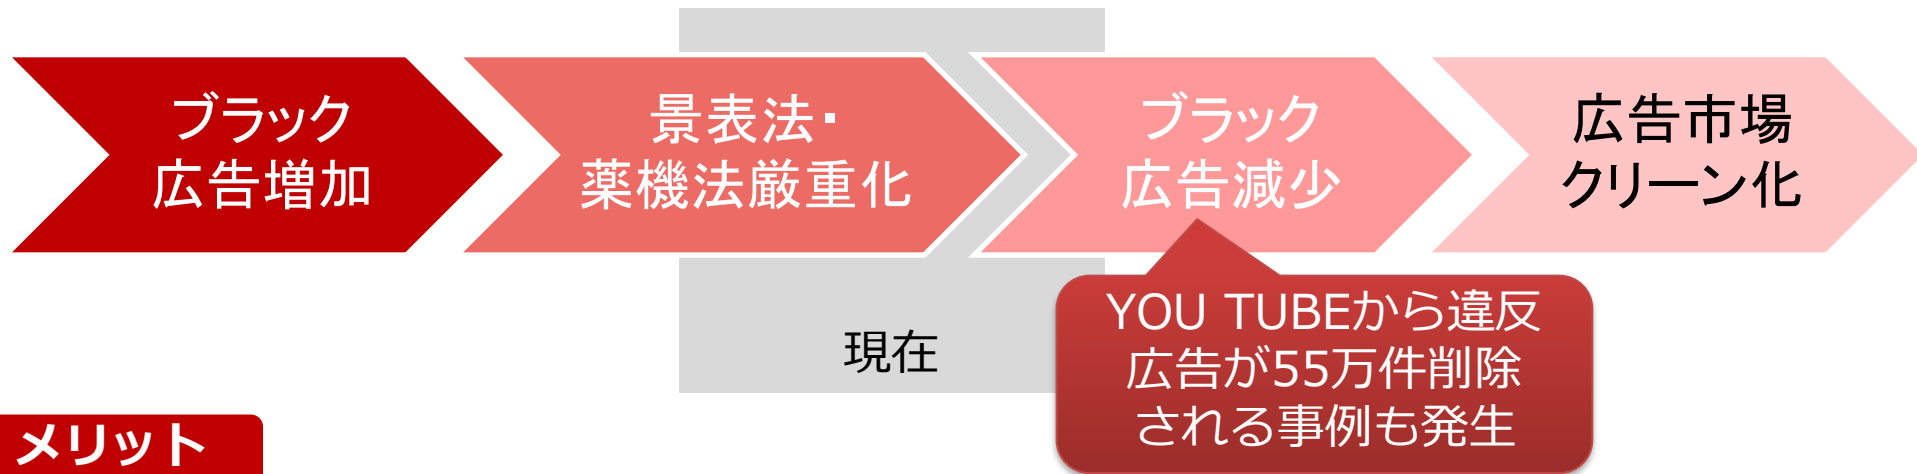 ブラック
広告増加
景表法・
薬機法厳重化
ブラック
広告減少
広告市場
クリーン化
現在
YOU TUBEから違反
広告が55万件削除
される事例も発生
メリット